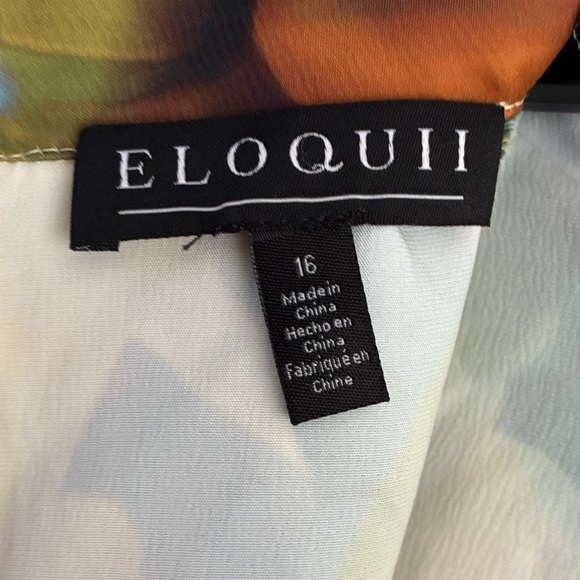 ELOQUII
16
Made in
China
Hecho en
China
Fabriqué en
Chine